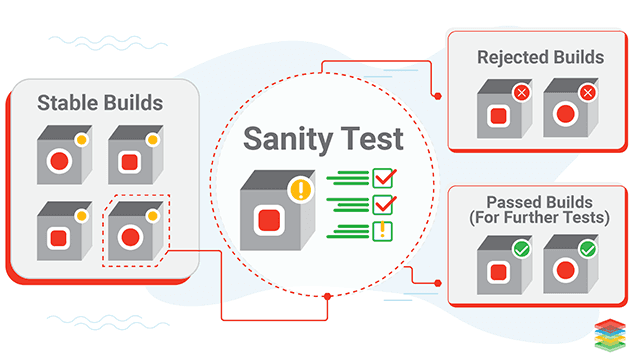 Stable Builds
Sanity Test
Rejected Builds
Passed Builds
(For Further Tests)